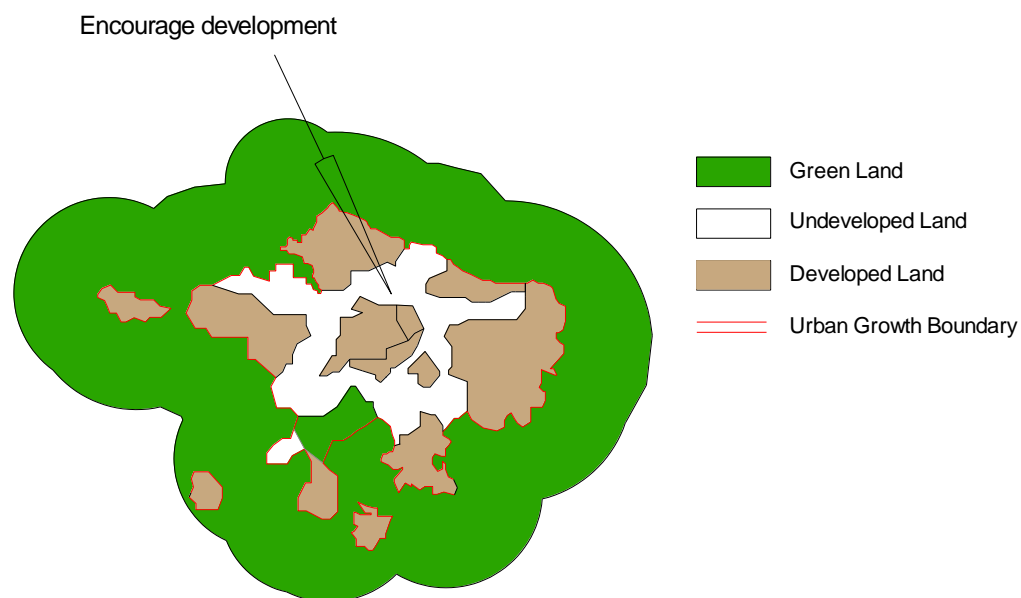 Encourage development
Green Land
Undeveloped Land
Developed Land
Urban Growth Boundary